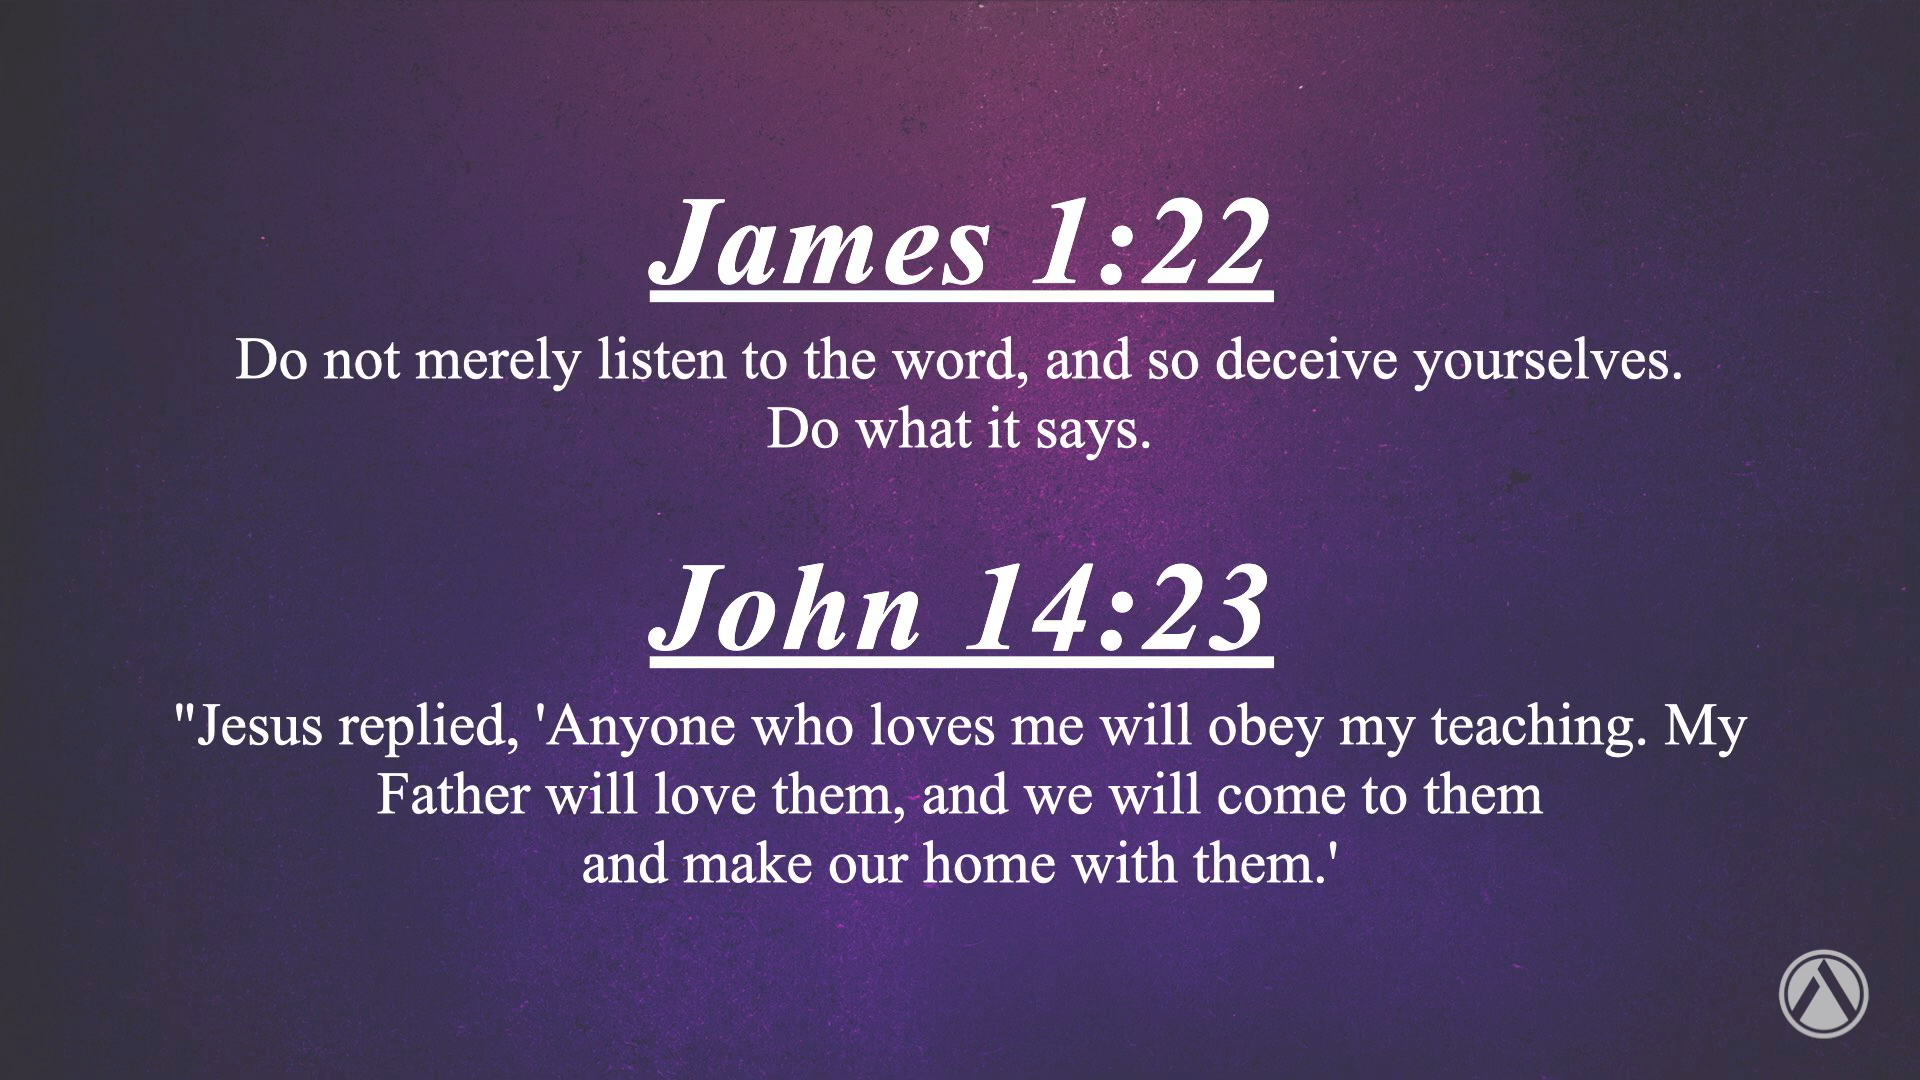 James 1:22
Do not merely listen to the word, and so deceive yourselves.
Do what it says.
John 14:23
"Jesus replied, 'Anyone who loves me will obey my teaching. My
Father will love them, and we will come to them
and make our home with them.'